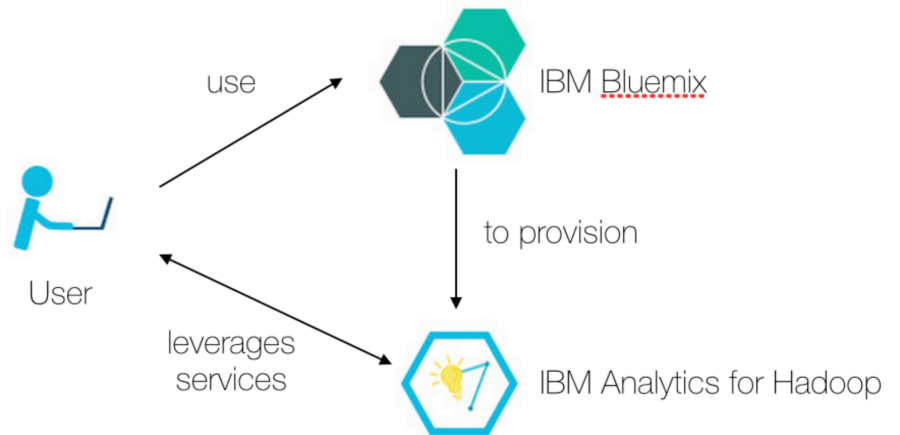 use
IBM Bluemix
to provision
User
leverages
services
IBM Analytics for Hadoop